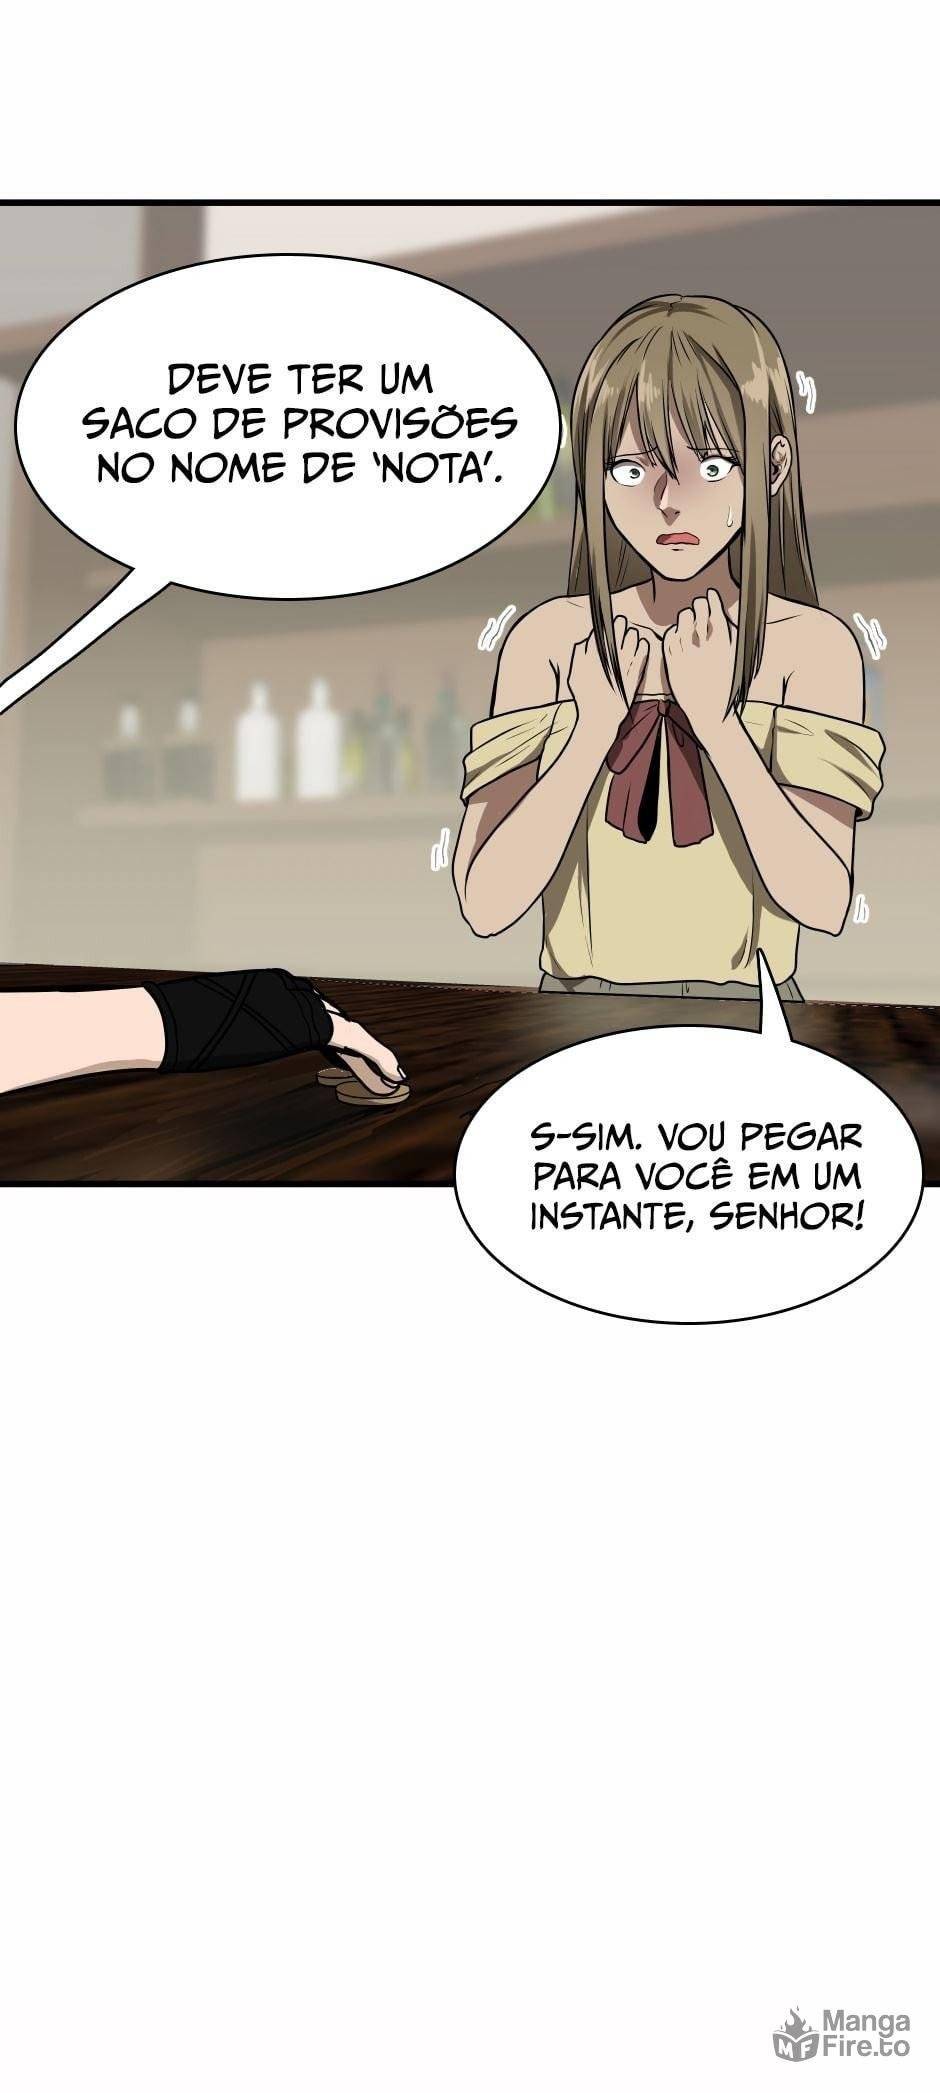 DEVE TER UM
SACO DE PROVISÕES
NO NOME DE ‘NOTA’.
S-SIM. VOU PEGAR
PARA VOCÊ EM UM
INSTANTE, SENHOR!
Manga
MF Fire.to